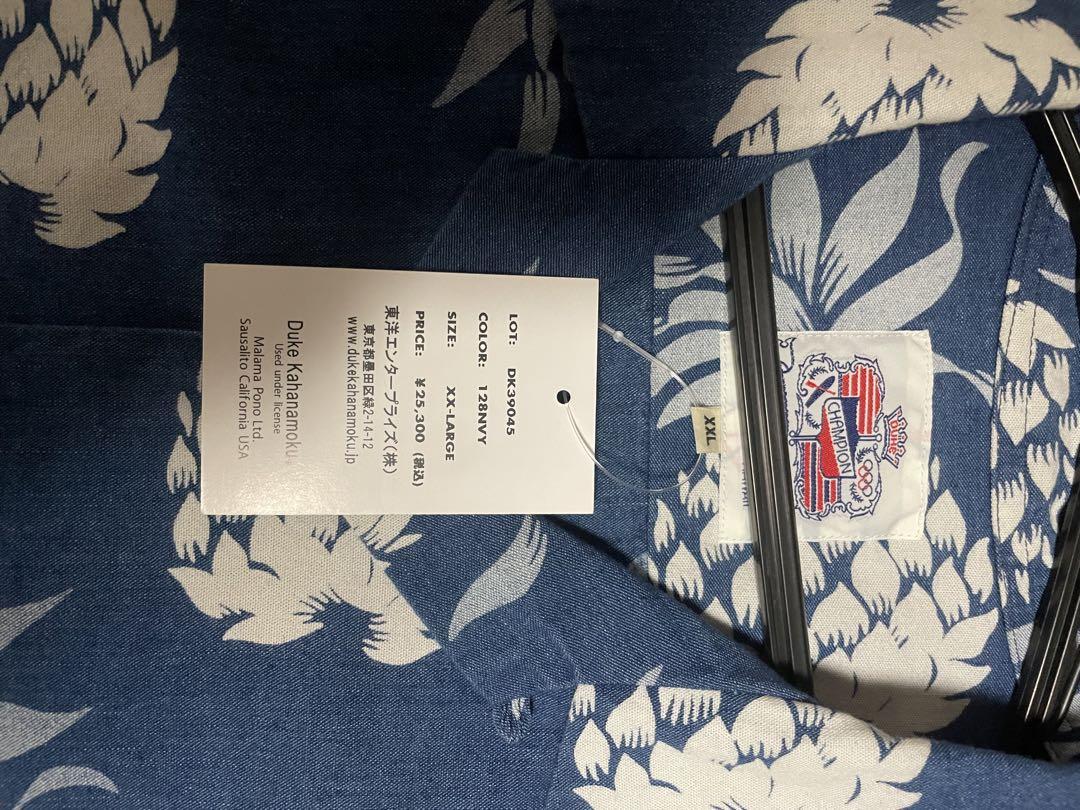 LOT: DK39045
COLOR: 128NVY
SIZE: XX-LARGE
PRICE: ¥25,300 (税込)
東洋エンタープライズ(株)
東京都墨田区緑2-14-12
www.dukekahanamoku.jp
Duke Kahanamoku®
Used under license
Malama Pono Ltd.
Sausalito California USA
XXL
DUKE
CHAMPION